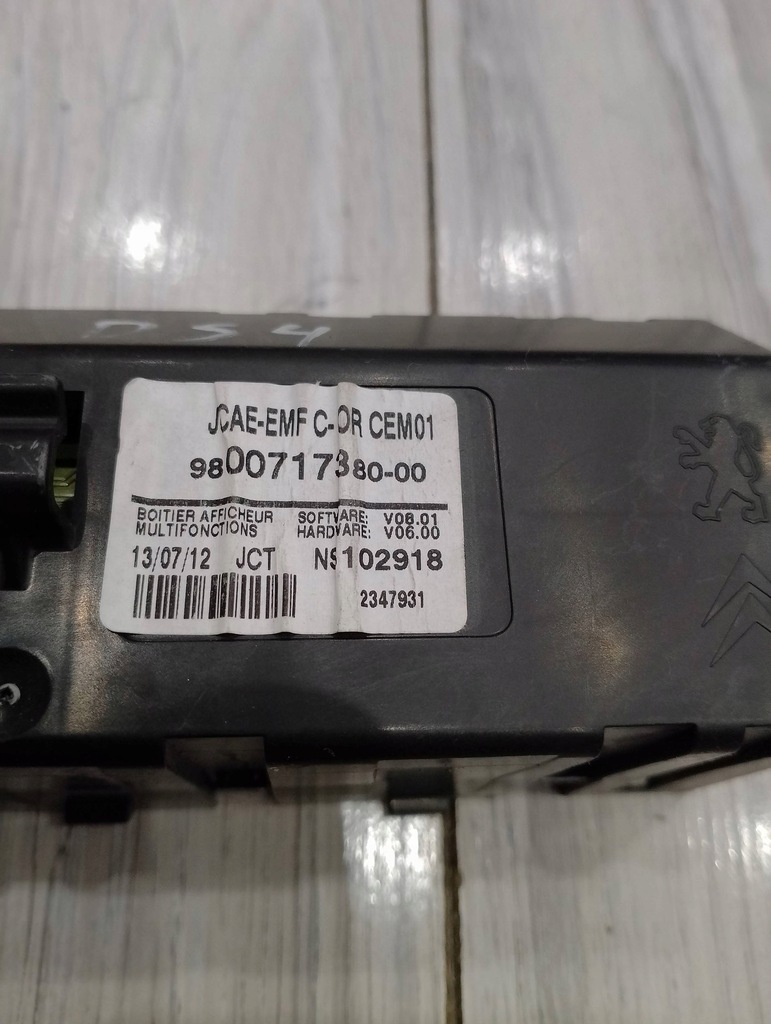 DS4
JCAE-EMF C-OR CEM01
9800717380-00
BOITIER AFFICHEUR SOFTWARE: V08.01
MULTIFONCTIONS HARDWARE: V06.00
13/07/12 JCT NS102918
2347931